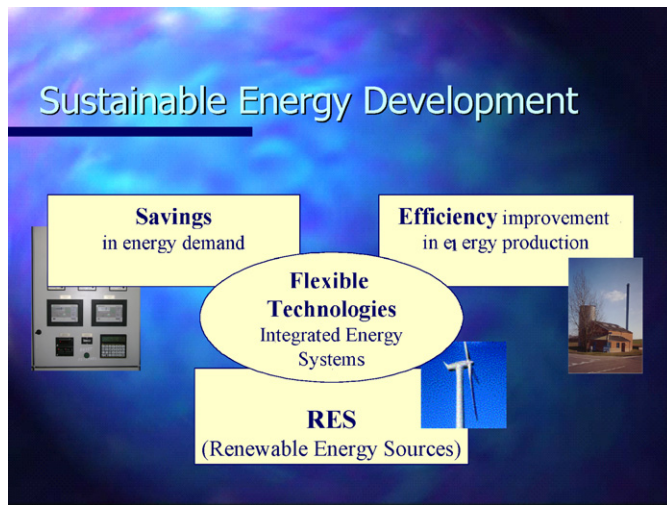 Sustainable Energy Development
Savings
in energy demand
Efficiency improvement
in energy production
Flexible
Technologies
Integrated Energy
Systems
RES
(Renewable Energy Sources)